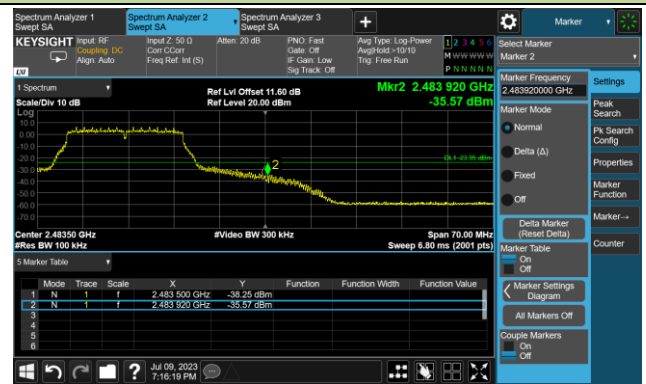 Spectrum Analyzer 1
Swept SA
Spectrum Analyzer 2
Swept SA
Spectrum Analyzer 3
Swept SA
+
Marker
KEYSIGHT
Input: RF
Coupling: DC
Align: Auto
Input Z: 50 Ω
Corr CCorr
Freq Ref: Int (S)
Atten: 20 dB
PNO: Fast
Gate: Off
IF Gain: Low
Sig Track: Off
Avg Type: Log-Power
Avg|Hold:>10/10
Trig: Free Run
1 2 3 4 5 6
M W W W W W
P N N N N N
LXI
Select Marker
Marker 2
1 Spectrum
Scale/Div 10 dB
Ref Lvl Offset 11.60 dB
Ref Level 20.00 dBm
Mkr2 2.483 920 GHz
-35.57 dBm
Log
10.0
0.00
-10.0
-20.0
-30.0
-40.0
-50.0
-60.0
-70.0
2
Center 2.48350 GHz
#Res BW 100 kHz
#Video BW 300 kHz
Span 70.00 MHz
Sweep 6.80 ms (2001 pts)
5 Marker Table
Mode Trace Scale X Y Function Function Width Function Value
1 N 1 f 2.483 500 GHz -38.25 dBm
2 N 1 f 2.483 920 GHz -35.57 dBm
3
4
5
6
Marker Frequency
2.483920000 GHz
Marker Mode
Normal
Delta (Δ)
Fixed
Off
Delta Marker
(Reset Delta)
Marker Table
On
Off
Marker Settings
Diagram
All Markers Off
Couple Markers
On
Off
Settings
Peak
Search
Pk Search
Config
Properties
Marker
Function
Marker→
Counter
?
Jul 09, 2023
7:16:19 PM